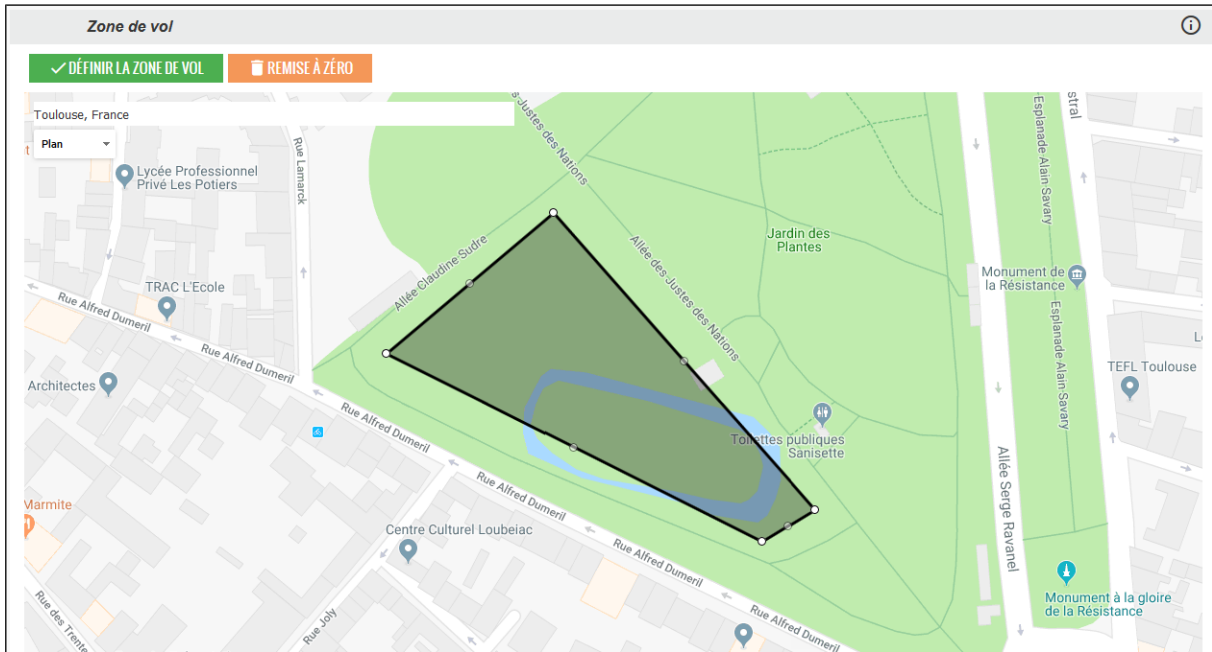 Zone de vol
DÉFINIR LA ZONE DE VOL
REMISE À ZÉRO
Toulouse, France
Plan
Lycée Professionnel
Privé Les Potiers
Rue Lamarck
s Justes des Nations
Allée Claudine Sudre
Allée des Justes des Nations
Jardin des
Plantes
Esplanade Alain Savary
stral
Monument de
la Résistance
Esplanade Alain Savary
TRAC L'Ecole
Rue Alfred Dumeril
Rue Alfred Dumeril
Architectes
Rue Alfred Dumeril
TEFL Toulouse
Toilettes publiques
Sanisette
Allée Serge Ravanel
Marmite
Rue Alfred Dumeril
Centre Culturel Loubeiac
Rue Alfred Dumeril
Rue Alfred Dumeril
Rue des Trente
Rue Joly
Monument à la gloire
de la Résistance